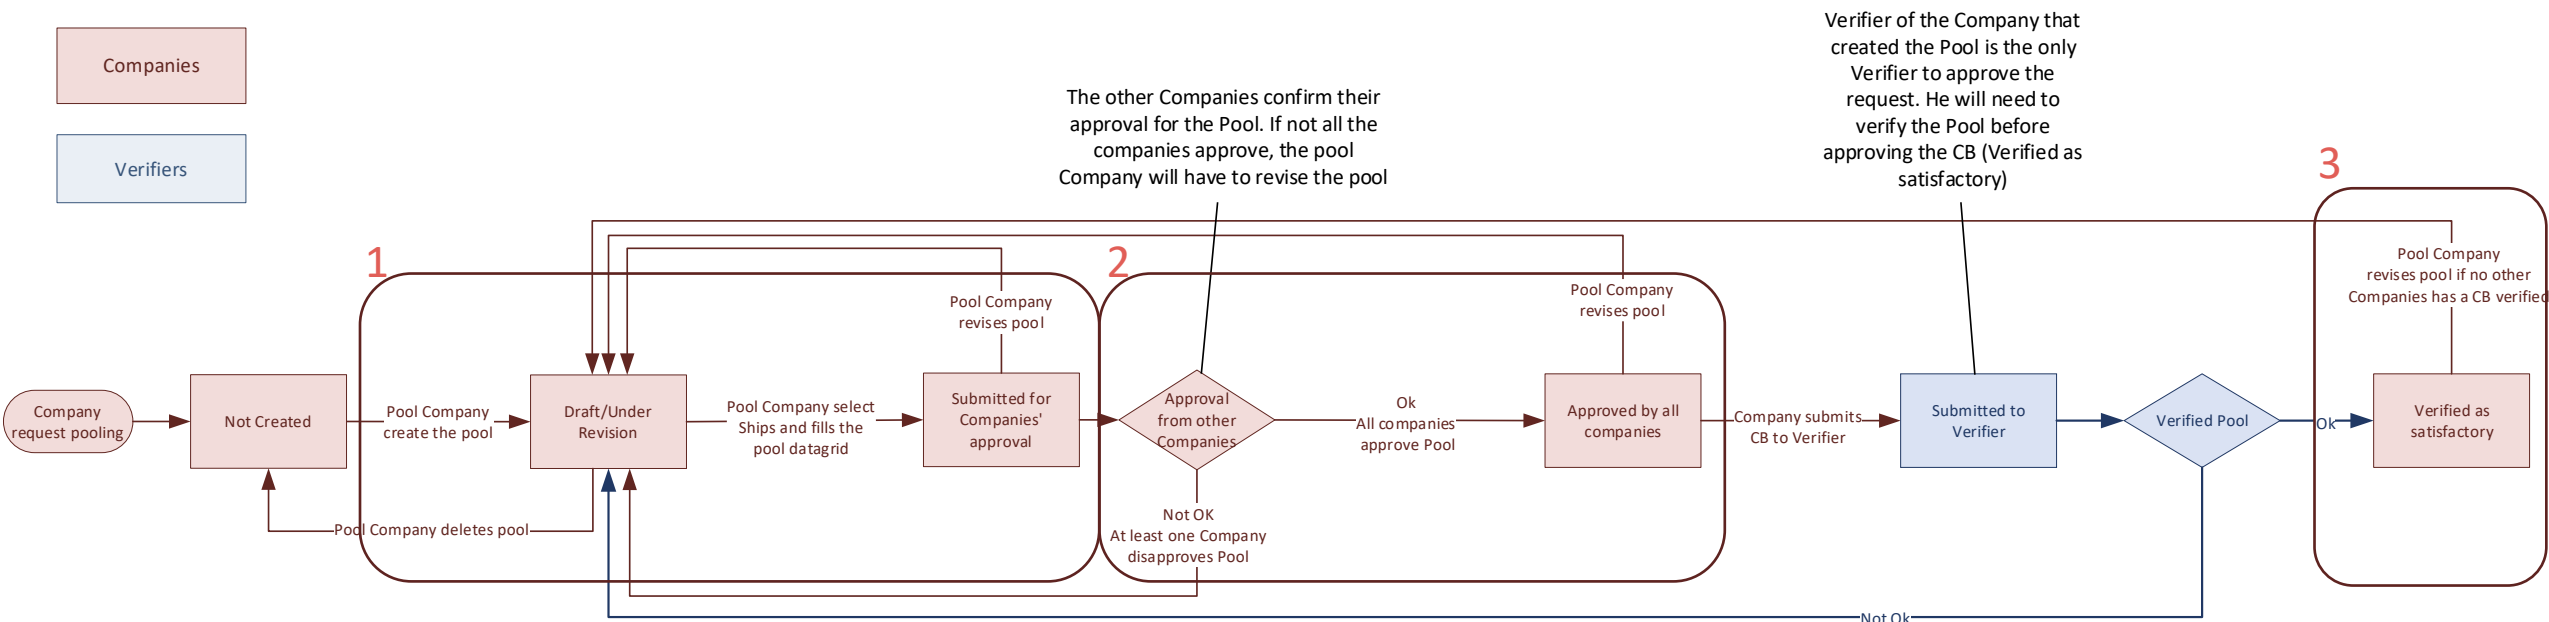 Companies
Verifiers
The other Companies confirm their
approval for the Pool. If not all the
companies approve, the pool
Company will have to revise the pool
Verifier of the Company that
created the Pool is the only
Verifier to approve the
request. He will need to
verify the Pool before
approving the CB (Verified as
satisfactory)
1
2
3
Company
request pooling
Not Created
Pool Company
create the pool
Draft/Under
Revision
Pool Company select
Ships and fills the
pool datagrid
Pool Company
revises pool
Submitted for
Companies'
approval
Approval
from other
Companies
Ok
All companies
approve Pool
Pool Company
revises pool
Approved by all
companies
Company submits
CB to Verifier
Submitted to
Verifier
Verified Pool
Ok
Pool Company
revises pool if no other
Companies has a CB verified
Verified as
satisfactory
Pool Company deletes pool
Not OK
At least one Company
disapproves Pool
Not Ok